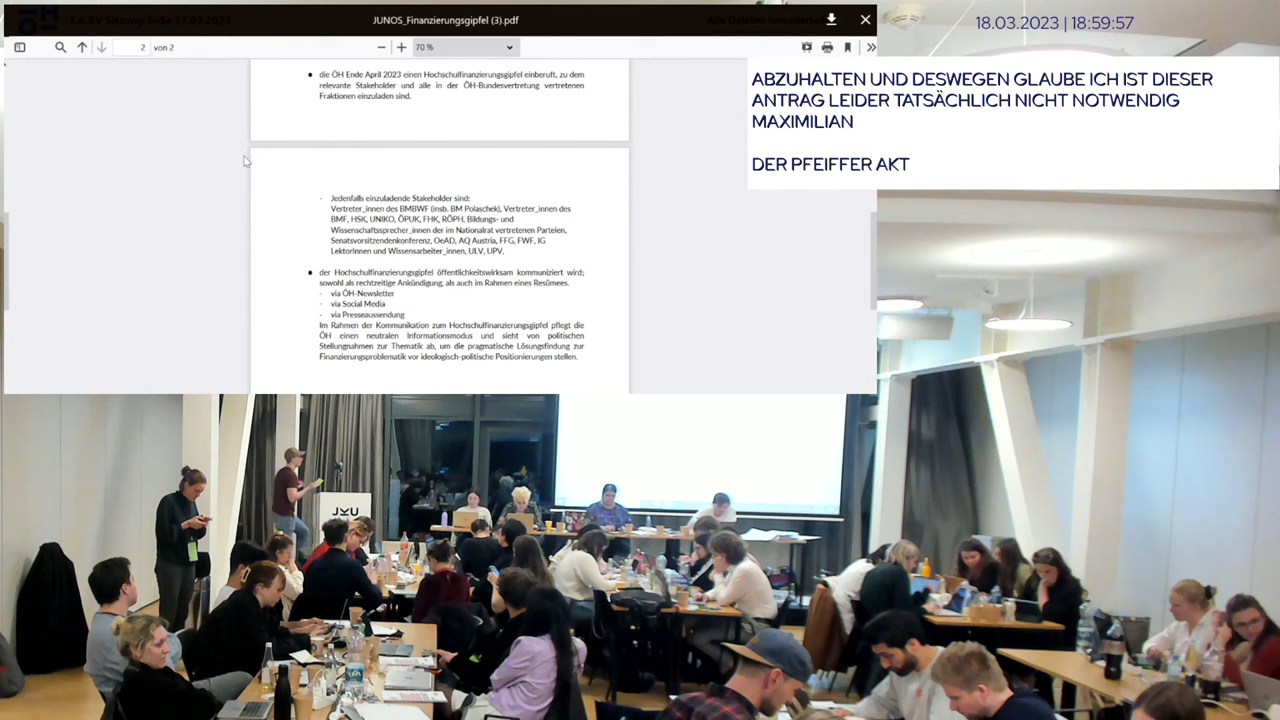 1.o BV Sitzung SoSe 17.03.2023
JUNOS_Finanzierungsgipfel (3).pdf
2 von 2
70 %
18.03.2023 | 18:59:57
ABZUHALTEN UND DESWEGEN GLAUBE ICH IST DIESER
ANTRAG LEIDER TATSÄCHLICH NICHT NOTWENDIG
MAXIMILIAN
DER PFEIFFER AKT
● die ÖH Ende April 2023 einen Hochschulfinanzierungsgipfel einberuft, zu dem
relevante Stakeholder und alle in der ÖH-Bundesvertretung vertretenen
Fraktionen einzuladen sind.
- Jedenfalls einzuladende Stakeholder sind:
Vertreter_innen des BMBWF (insb. BM Polaschek), Vertreter_innen des
BMF, HSK, UNIKO, ÖPUK, FHK, RÖPH, Bildungs- und
Wissenschaftssprecher_innen der im Nationalrat vertretenen Parteien,
Senatsvorsitzendenkonferenz, OeAD, AQ Austria, FFG, FWF, IG
LektorInnen und Wissensarbeiter_innen, ULV, UPV,
● der Hochschulfinanzierungsgipfel öffentlichkeitswirksam kommuniziert wird;
sowohl als rechtzeitige Ankündigung, als auch im Rahmen eines Resümees.
- via ÖH-Newsletter
- via Social Media
- via Presseaussendung
Im Rahmen der Kommunikation zum Hochschulfinanzierungsgipfel pflegt die
ÖH einen neutralen Informationsmodus und sieht von politischen
Stellungnahmen zur Thematik ab, um die pragmatische Lösungsfindung zur
Finanzierungsproblematik vor ideologisch-politische Positionierungen stellen.
JKU